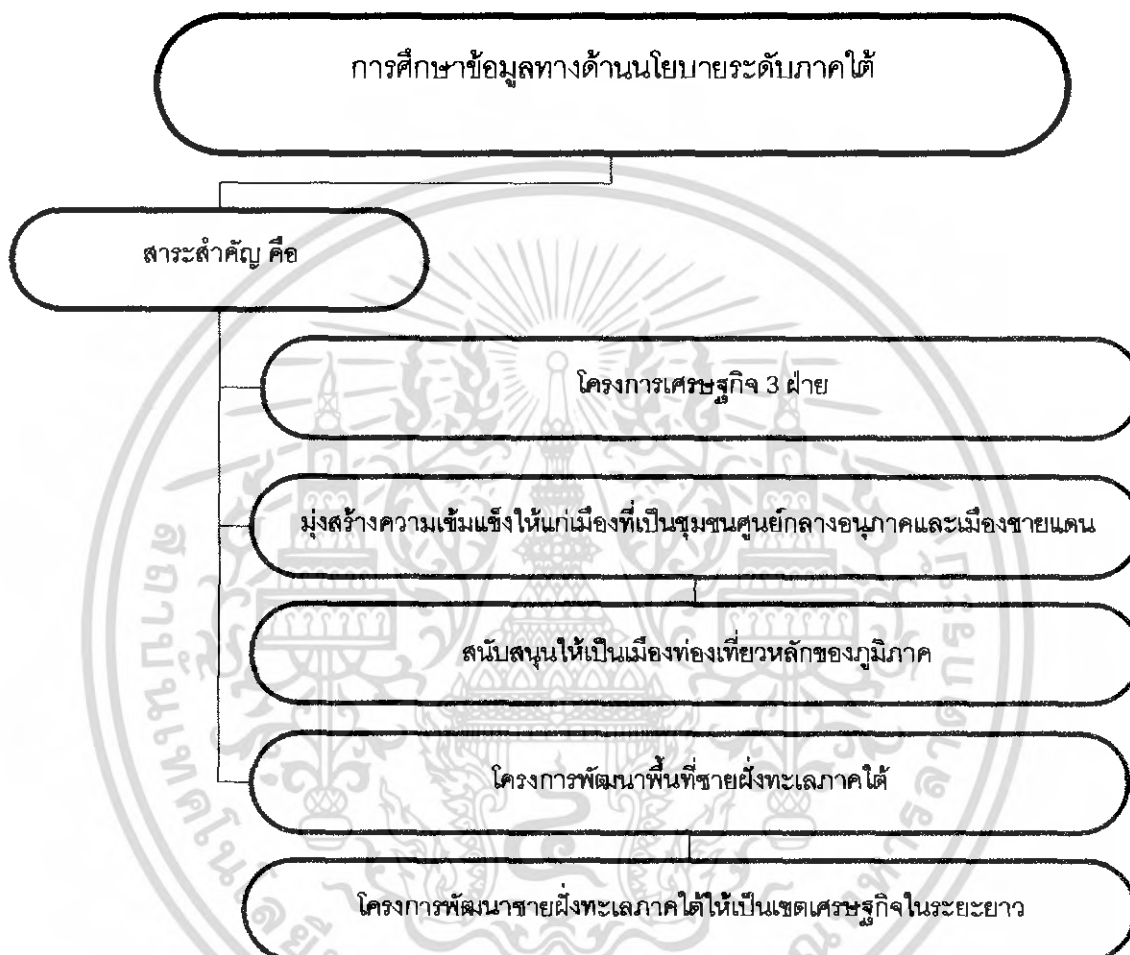 การศึกษาข้อมูลทางด้านนโยบายระดับภาคใต้
สาระสำคัญ คือ
โครงการเศรษฐกิจ 3 ฝ่าย
มุ่งสร้างความเข้มแข็งให้แก่เมืองที่เป็นชุมชนศูนย์กลางอนุภาคและเมืองชายแดน
สนับสนุนให้เป็นเมืองท่องเที่ยวหลักของภูมิภาค
โครงการพัฒนาพื้นที่ชายฝั่งทะเลภาคใต้
โครงการพัฒนาชายฝั่งทะเลภาคใต้ให้เป็นเขตเศรษฐกิจในระยะยาว